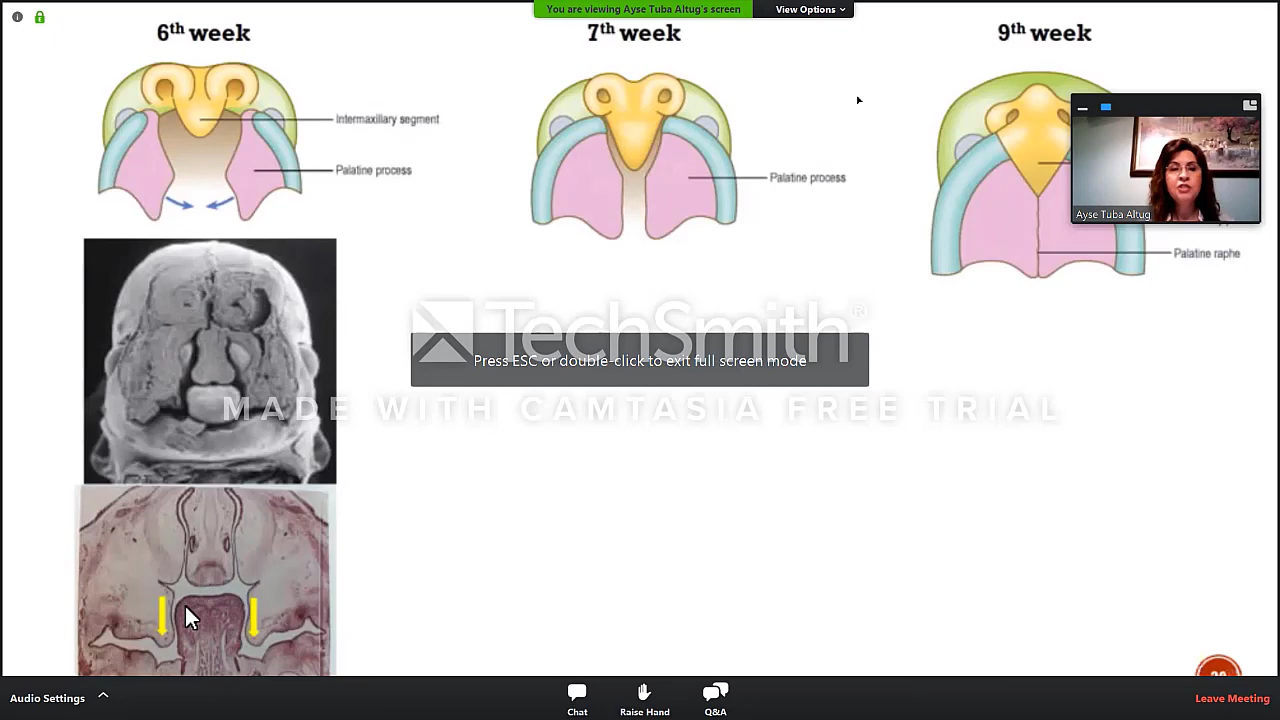 You are viewing Ayse Tuba Altug's screen
View Options
6th week
7th week
9th week
Intermaxillary segment
Palatine process
Palatine process
Ayse Tuba Altug
Palatine raphe
TechSmith®
Press ESC or double-click to exit full screen mode
MADE WITH CAMTASIA FREE TRIAL
Audio Settings
Chat
Raise Hand
Q&A
Leave Meeting